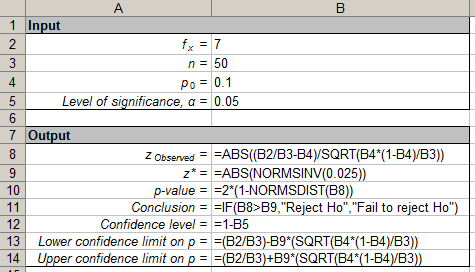 A B
1 Input
2 fx = 7
3 n = 50
4 p0 = 0.1
5 Level of significance, α = 0.05
6
7 Output
8 z Observed = =ABS((B2/B3-B4)/SQRT(B4*(1-B4)/B3))
9 z* = =ABS(NORMSINV(0.025))
10 p-value = =2*(1-NORMSDIST(B8))
11 Conclusion = =IF(B8>B9,"Reject Ho","Fail to reject Ho")
12 Confidence level = =1-B5
13 Lower confidence limit on p = =(B2/B3)-B9*(SQRT(B4*(1-B4)/B3))
14 Upper confidence limit on p = =(B2/B3)+B9*(SQRT(B4*(1-B4)/B3))